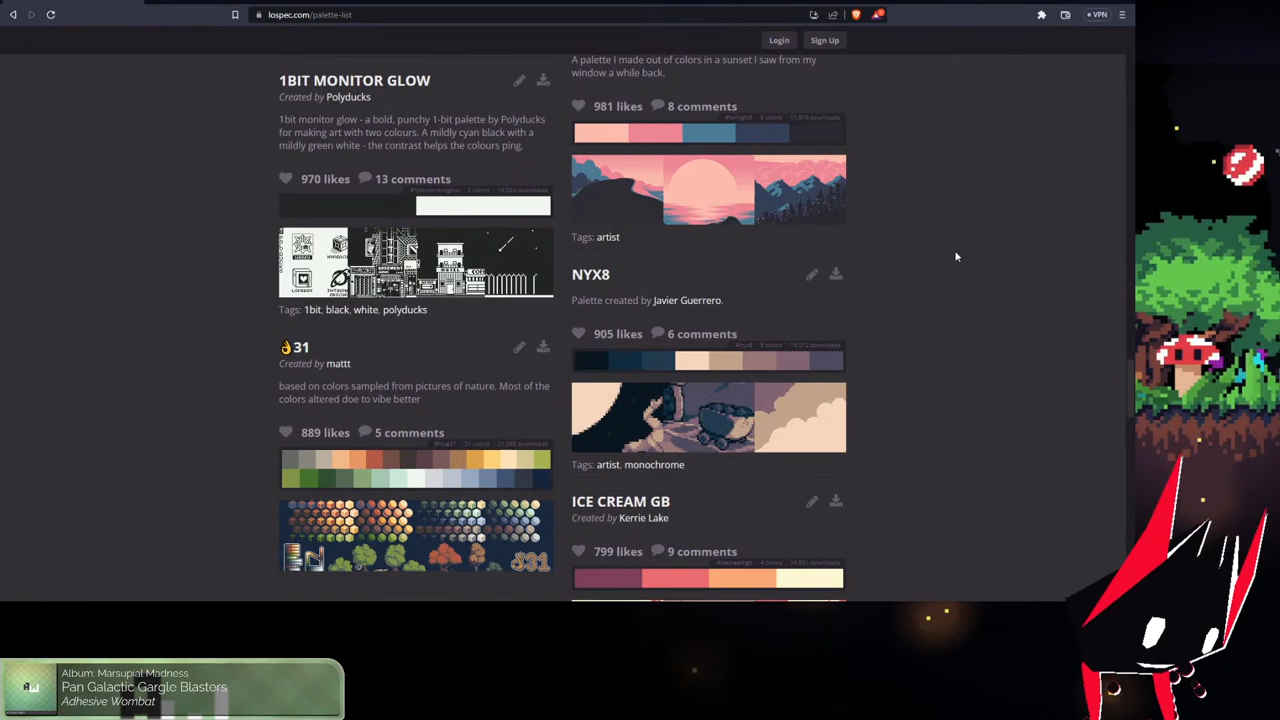 lospec.com/palette-list
VPN
Login
Sign Up
1BIT MONITOR GLOW
Created by Polyducks
1bit monitor glow - a bold, punchy 1-bit palette by Polyducks
for making art with two colours. A mildly cyan black with a
mildly green white - the contrast helps the colours ping.
970 likes
13 comments
Tags: 1bit, black, white, polyducks
👌31
Created by mattt
based on colors sampled from pictures of nature. Most of the
colors altered doe to vibe better
889 likes
5 comments
A palette I made out of colors in a sunset I saw from my
window a while back.
981 likes
8 comments
Tags: artist
NYX8
Palette created by Javier Guerrero.
905 likes
6 comments
Tags: artist, monochrome
ICE CREAM GB
Created by Kerrie Lake
799 likes
9 comments
Album: Marsupial Madness
Pan Galactic Gargle Blasters
Adhesive Wombat